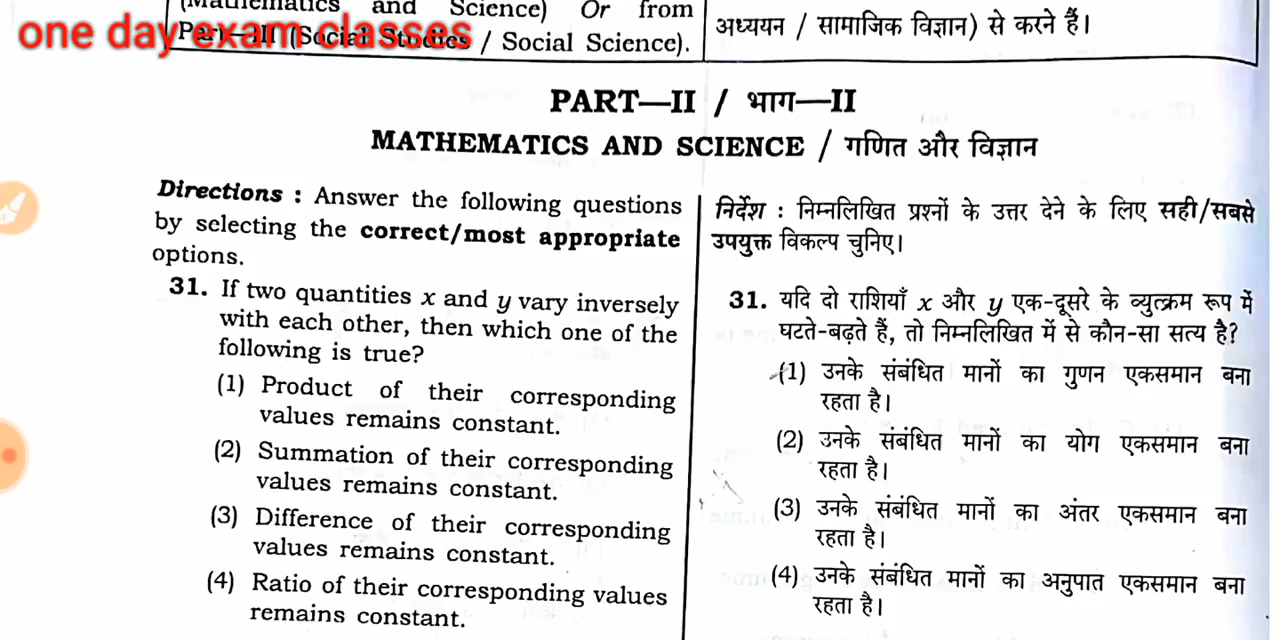 (Mathematics and Science) Or from
Part—III (Social Studies / Social Science).
one day exam classes
अध्ययन / सामाजिक विज्ञान) से करने हैं।
PART—II / भाग—II
MATHEMATICS AND SCIENCE / गणित और विज्ञान
Directions : Answer the following questions
by selecting the correct/most appropriate
options.
31. If two quantities x and y vary inversely
with each other, then which one of the
following is true?
(1) Product of their corresponding
values remains constant.
(2) Summation of their corresponding
values remains constant.
(3) Difference of their corresponding
values remains constant.
(4) Ratio of their corresponding values
remains constant.
निर्देश : निम्नलिखित प्रश्नों के उत्तर देने के लिए सही/सबसे
उपयुक्त विकल्प चुनिए।
31. यदि दो राशियाँ x और y एक-दूसरे के व्युत्क्रम रूप में
घटते-बढ़ते हैं, तो निम्नलिखित में से कौन-सा सत्य है?
(1) उनके संबंधित मानों का गुणन एकसमान बना
रहता है।
(2) उनके संबंधित मानों का योग एकसमान बना
रहता है।
(3) उनके संबंधित मानों का अंतर एकसमान बना
रहता है।
(4) उनके संबंधित मानों का अनुपात एकसमान बना
रहता है।